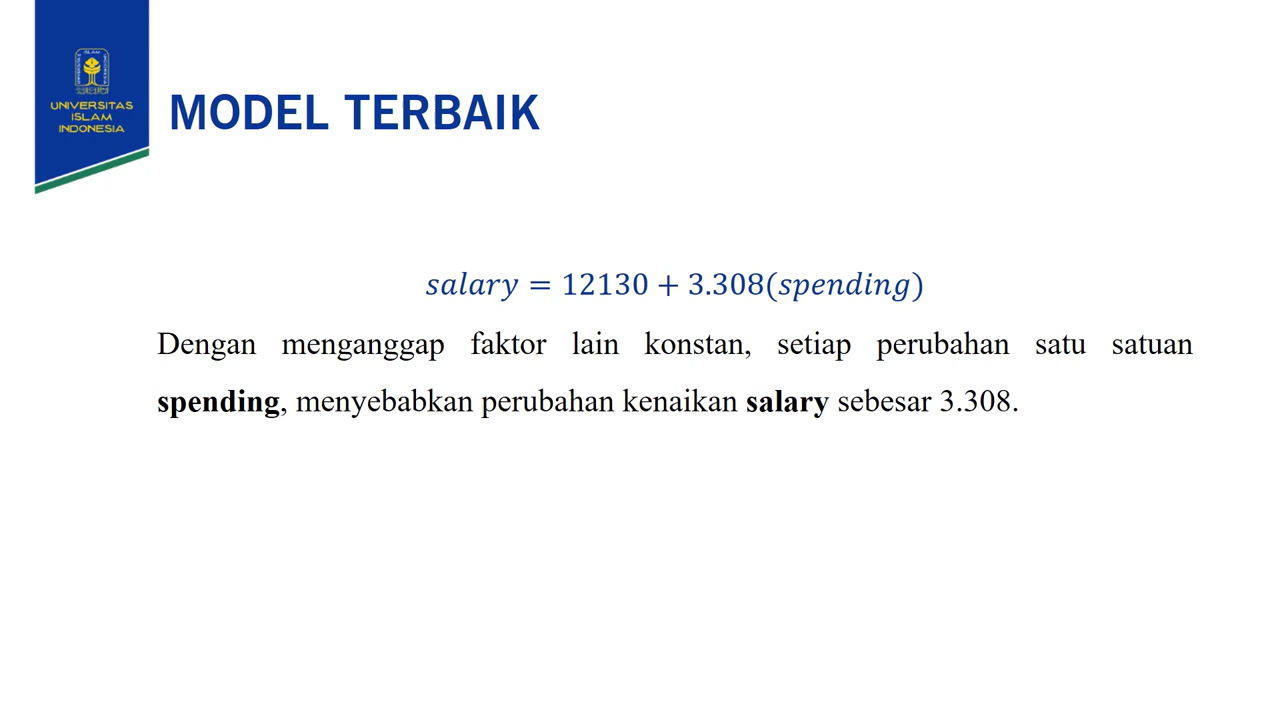 UNIVERSITAS
ISLAM
INDONESIA
MODEL TERBAIK
salary = 12130 + 3.308(spending)
Dengan menganggap faktor lain konstan, setiap perubahan satu satuan
spending, menyebabkan perubahan kenaikan salary sebesar 3.308.